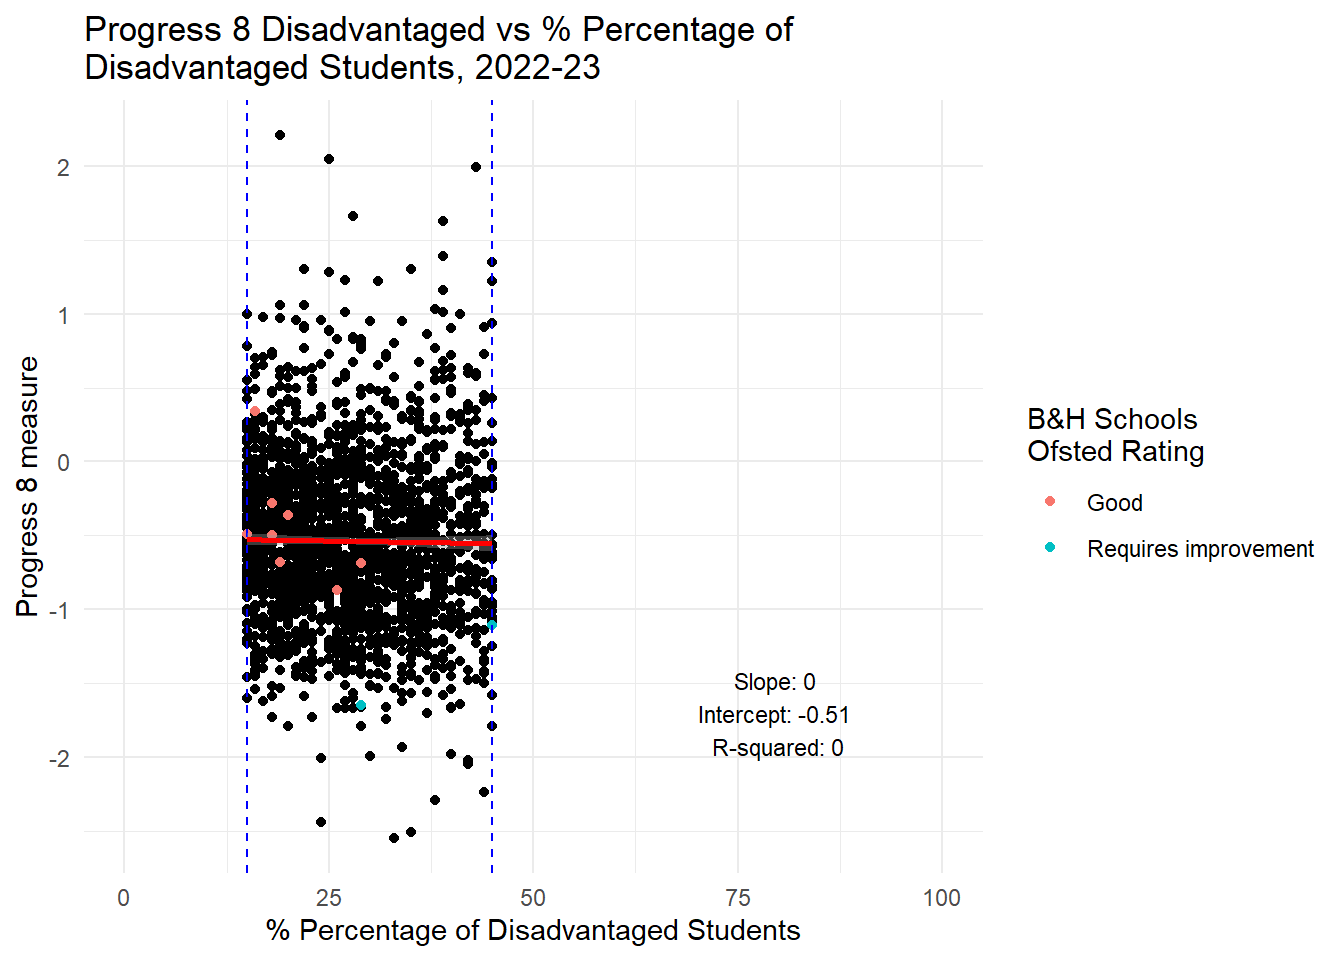 Progress 8 Disadvantaged vs % Percentage of
Disadvantaged Students, 2022-23
2
1
0
-1
-2
Progress 8 measure
Slope: 0
Intercept: -0.51
R-squared: 0
0
25
50
75
100
% Percentage of Disadvantaged Students
B&H Schools
Ofsted Rating
Good
Requires improvement